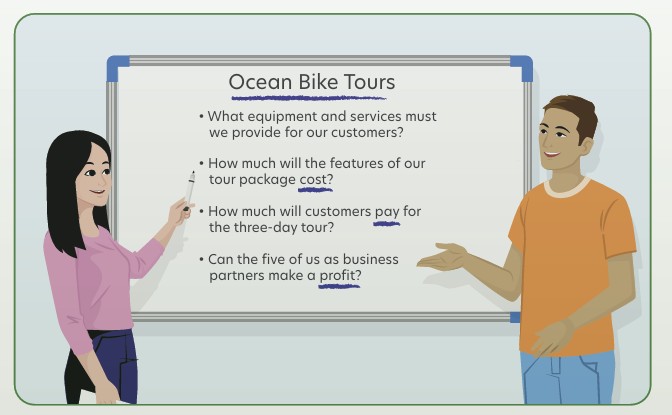 Ocean Bike Tours
• What equipment and services must
we provide for our customers?
• How much will the features of our
tour package cost?
• How much will customers pay for
the three-day tour?
• Can the five of us as business
partners make a profit?